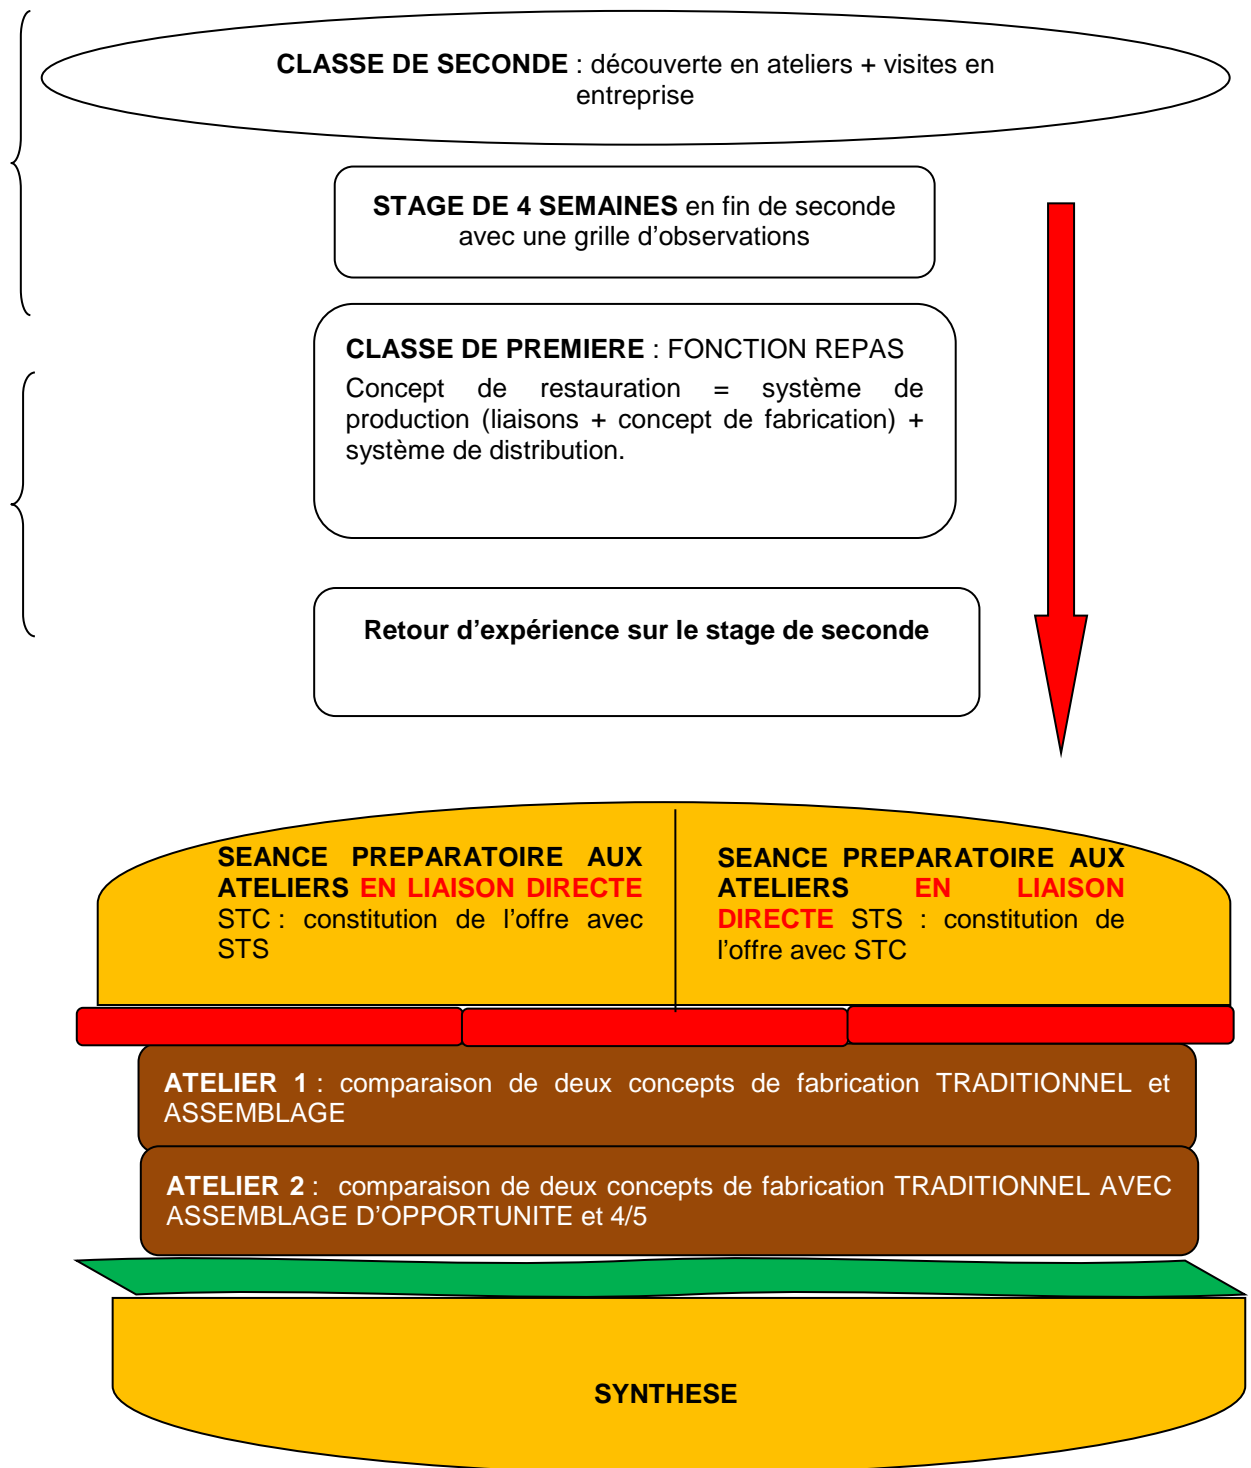 CLASSE DE SECONDE : découverte en ateliers + visites en
entreprise
STAGE DE 4 SEMAINES en fin de seconde
avec une grille d’observations
CLASSE DE PREMIERE : FONCTION REPAS
Concept de restauration = système de
production (liaisons + concept de fabrication) +
système de distribution.
Retour d’expérience sur le stage de seconde
SEANCE PREPARATOIRE AUX
ATELIERS EN LIAISON DIRECTE
STC : constitution de l’offre avec
STS
SEANCE PREPARATOIRE AUX
ATELIERS EN LIAISON
DIRECTE STS : constitution de
l’offre avec STC
ATELIER 1 : comparaison de deux concepts de fabrication TRADITIONNEL et
ASSEMBLAGE
ATELIER 2 : comparaison de deux concepts de fabrication TRADITIONNEL AVEC
ASSEMBLAGE D’OPPORTUNITE et 4/5
SYNTHESE